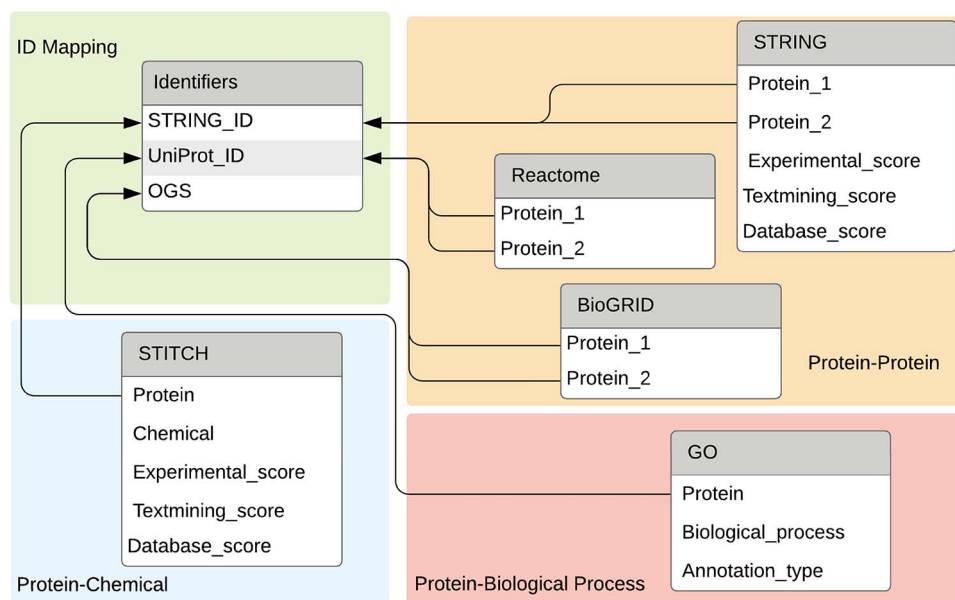 ID Mapping
Identifiers
STRING_ID
UniProt_ID
OGS
STRING
Protein_1
Protein_2
Experimental_score
Textmining_score
Database_score
Reactome
Protein_1
Protein_2
BioGRID
Protein_1
Protein_2
Protein-Protein
STITCH
Protein
Chemical
Experimental_score
Textmining_score
Database_score
Protein-Chemical
GO
Protein
Biological_process
Annotation_type
Protein-Biological Process